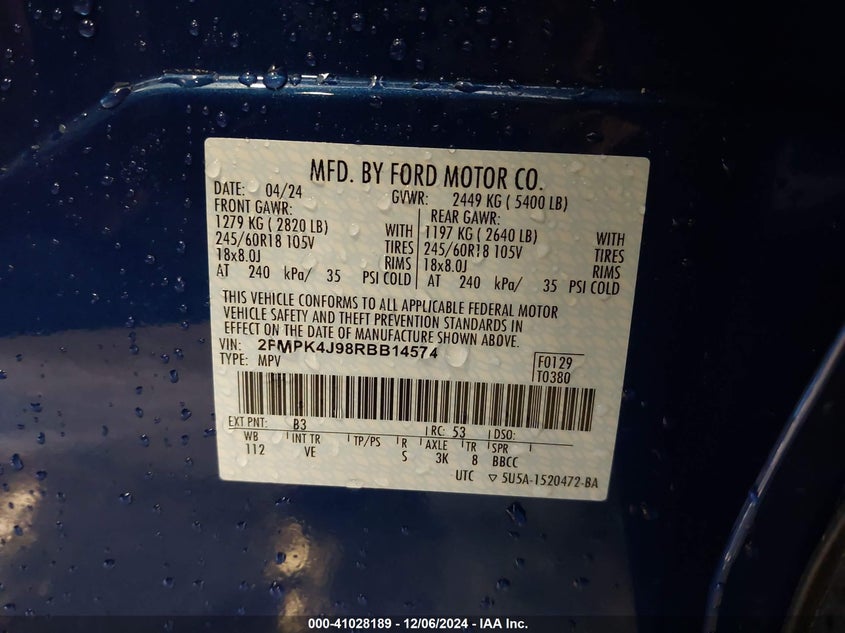 MFD. BY FORD MOTOR CO.
DATE: 04/24 GVWR: 2449 KG ( 5400 LB)
FRONT GAWR: REAR GAWR:
1279 KG ( 2820 LB) WITH 1197 KG ( 2640 LB) WITH
245/60R18 105V TIRES 245/60R18 105V TIRES
18x8.0J RIMS 18x8.0J RIMS
AT 240 kPa/ 35 PSI COLD AT 240 kPa/ 35 PSI COLD
THIS VEHICLE CONFORMS TO ALL APPLICABLE FEDERAL MOTOR
VEHICLE SAFETY AND THEFT PREVENTION STANDARDS IN
EFFECT ON THE DATE OF MANUFACTURE SHOWN ABOVE.
VIN: 2FMPK4J98RBB14574
TYPE: MPV
F0129
T0380
EXT PNT: B3 RC: 53 DSO:
WB INT TR TP/PS R AXLE TR SPR
112 VE S 3K 8 BBCC
UTC ▽ 5U5A-1520472-BA
000-41028189 - 12/06/2024 - IAA Inc.